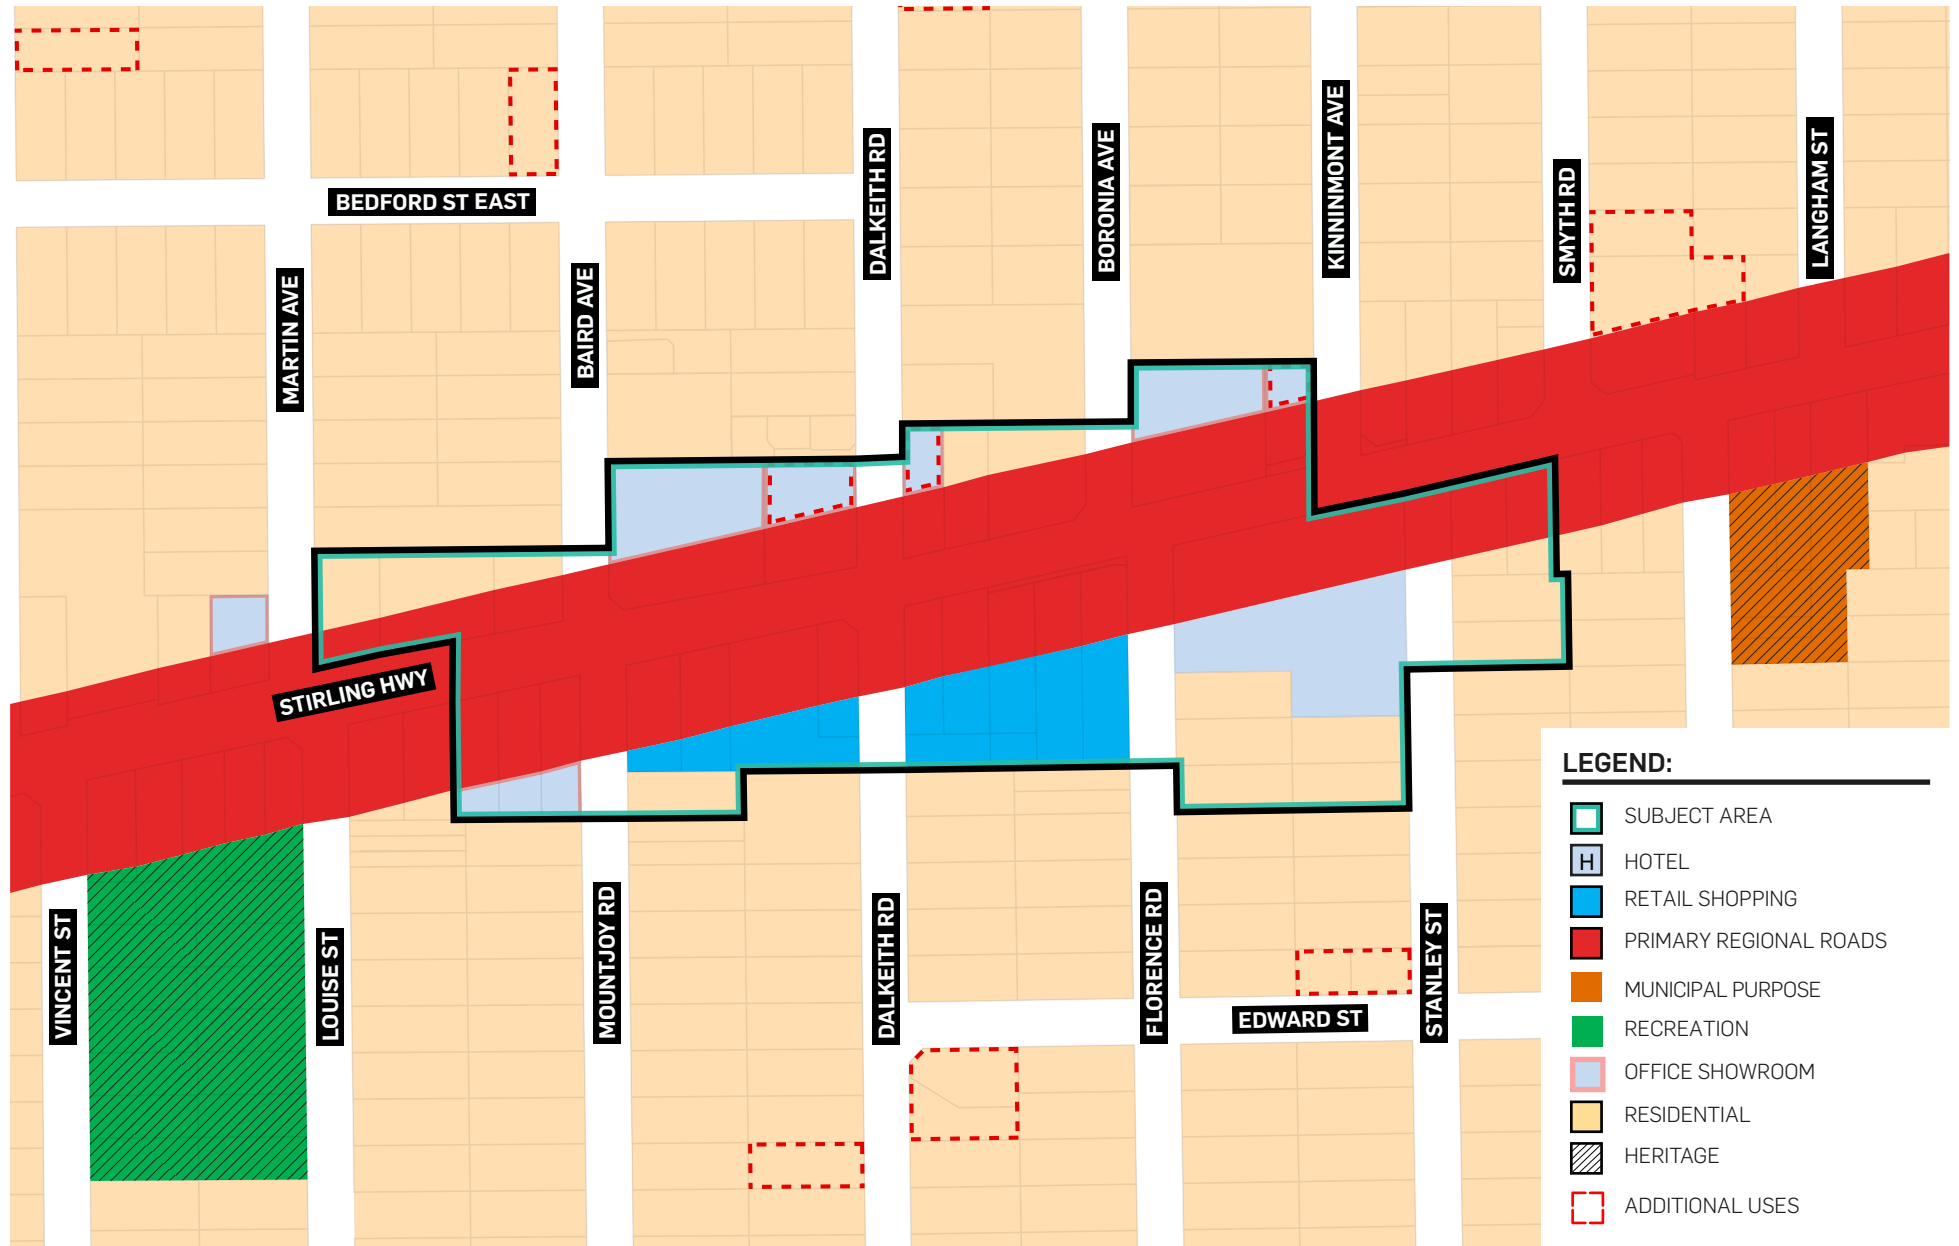 BEDFORD ST EAST
MARTIN AVE
BAIRD AVE
DALKEITH RD
BORONIA AVE
KINNINMONT AVE
SMYTH RD
LANGHAM ST
STIRLING HWY
VINCENT ST
LOUISE ST
MOUNTJOY RD
DALKEITH RD
FLORENCE RD
EDWARD ST
STANLEY ST
LEGEND:
SUBJECT AREA
H HOTEL
RETAIL SHOPPING
PRIMARY REGIONAL ROADS
MUNICIPAL PURPOSE
RECREATION
OFFICE SHOWROOM
RESIDENTIAL
HERITAGE
ADDITIONAL USES